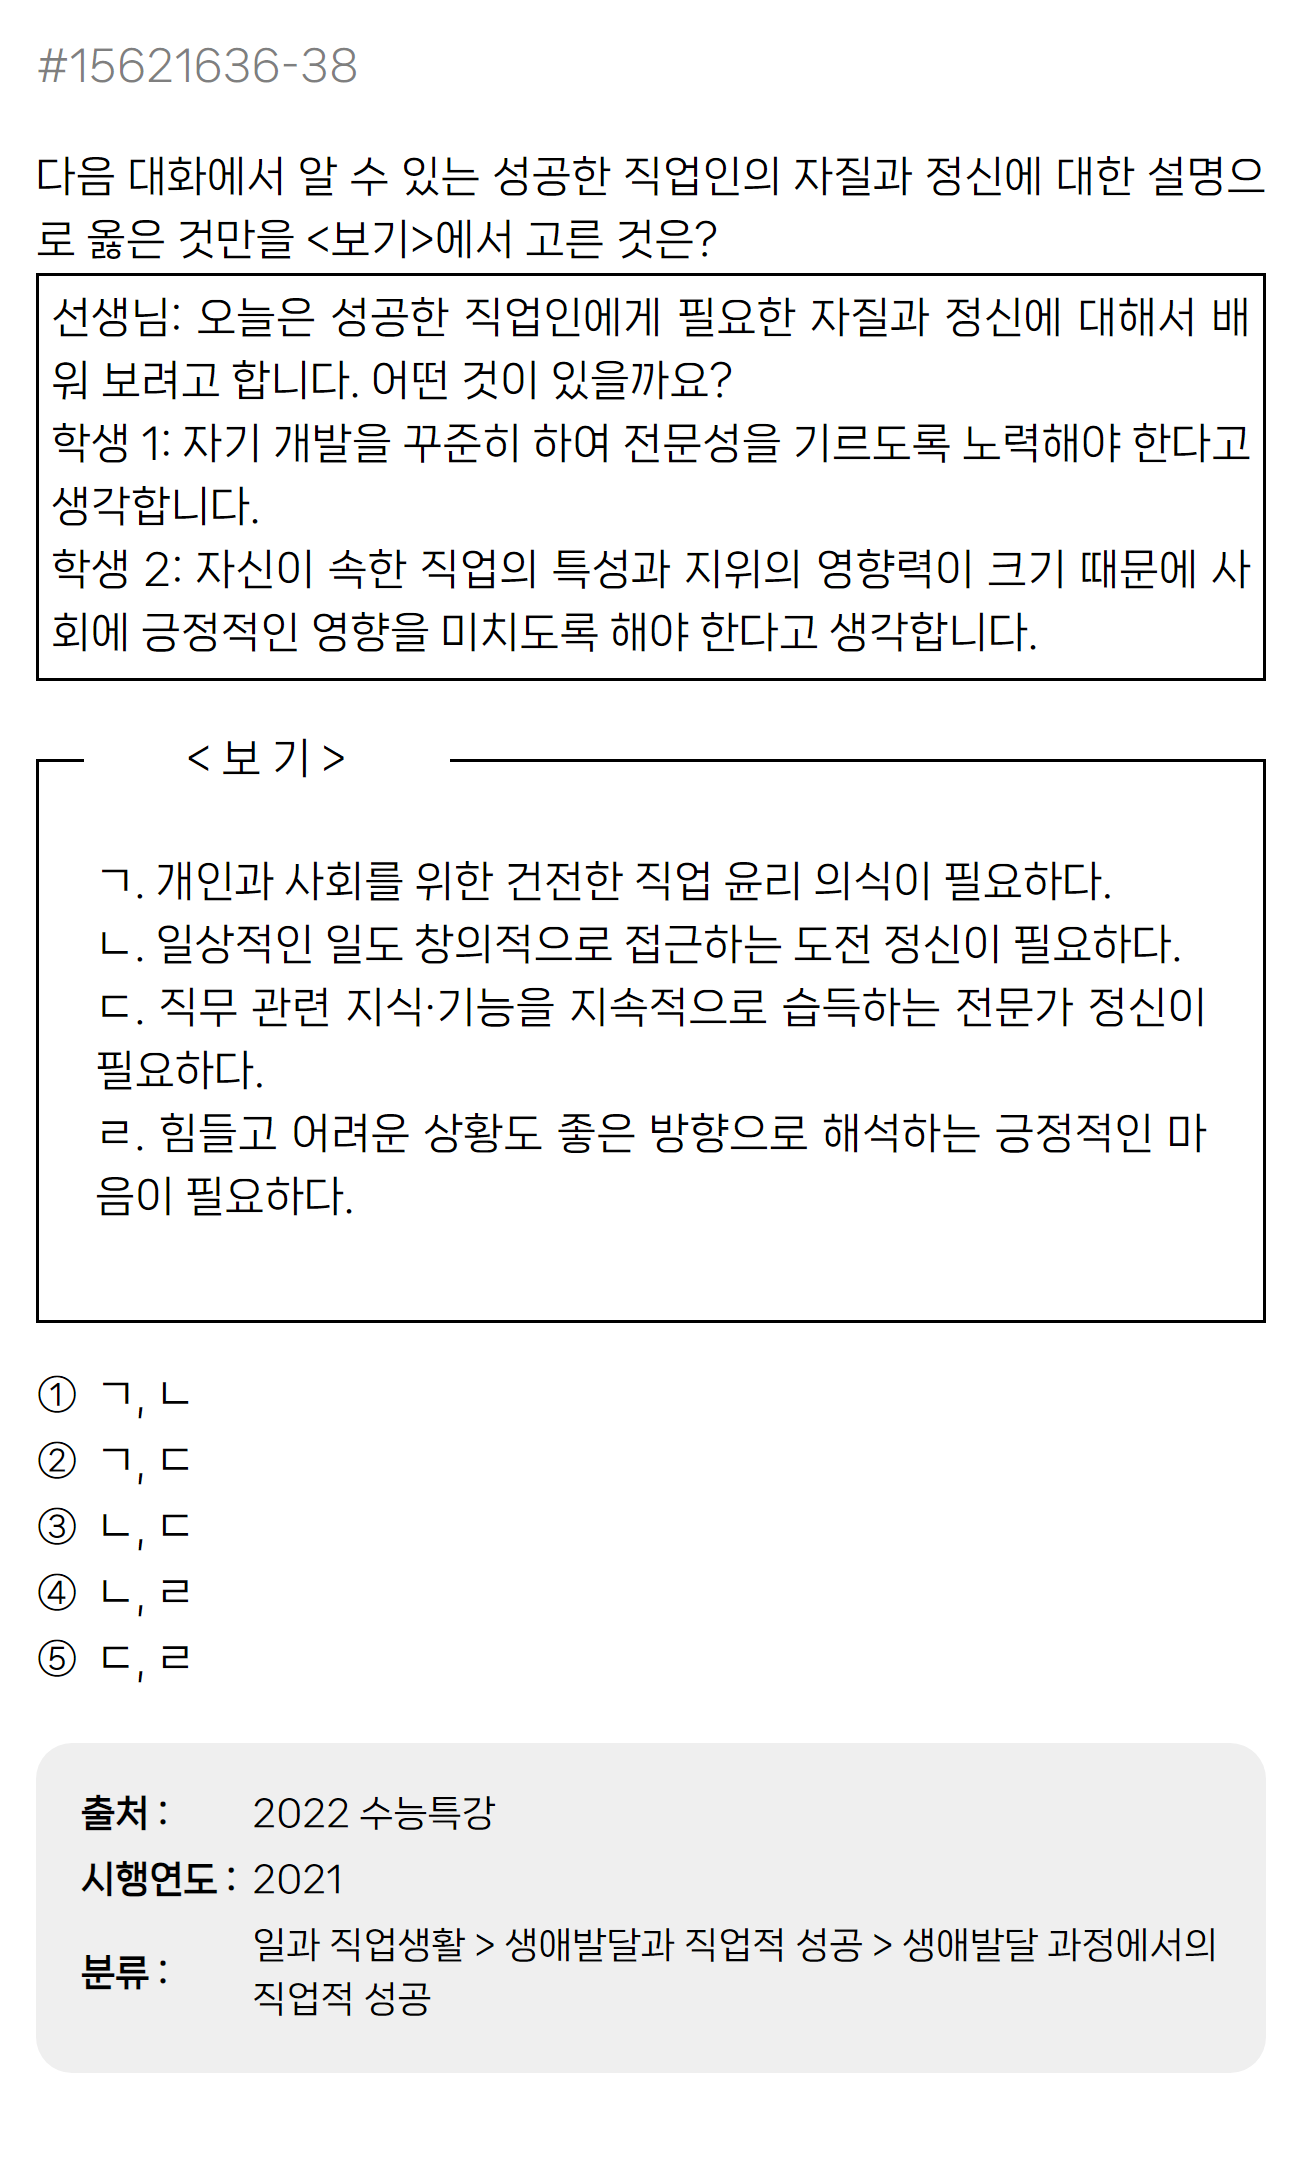 #15621636-38
다음 대화에서 알 수 있는 성공한 직업인의 자질과 정신에 대한 설명으
로 옳은 것만을 <보기>에서 고른 것은?
선생님: 오늘은 성공한 직업인에게 필요한 자질과 정신에 대해서 배
워 보려고 합니다. 어떤 것이 있을까요?
학생 1: 자기 개발을 꾸준히 하여 전문성을 기르도록 노력해야 한다고
생각합니다.
학생 2: 자신이 속한 직업의 특성과 지위의 영향력이 크기 때문에 사
회에 긍정적인 영향을 미치도록 해야 한다고 생각합니다.
< 보 기 >
ㄱ. 개인과 사회를 위한 건전한 직업 윤리 의식이 필요하다.
ㄴ. 일상적인 일도 창의적으로 접근하는 도전 정신이 필요하다.
ㄷ. 직무 관련 지식·기능을 지속적으로 습득하는 전문가 정신이
필요하다.
ㄹ. 힘들고 어려운 상황도 좋은 방향으로 해석하는 긍정적인 마
음이 필요하다.
① ㄱ, ㄴ
② ㄱ, ㄷ
③ ㄴ, ㄷ
④ ㄴ, ㄹ
⑤ ㄷ, ㄹ
출처 : 2022 수능특강
시행연도 : 2021
분류 : 일과 직업생활 > 생애발달과 직업적 성공 > 생애발달 과정에서의
직업적 성공